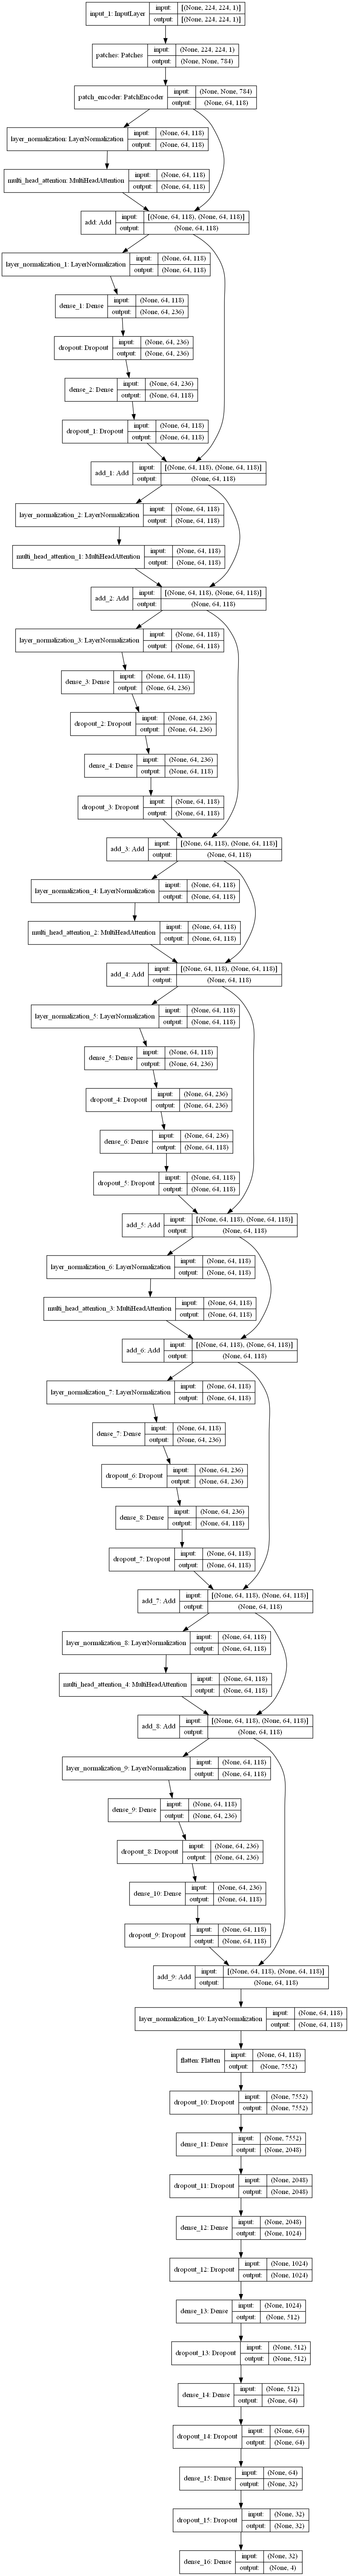 input_1: InputLayer input: [(None, 224, 224, 1)]
output: [(None, 224, 224, 1)]
patches: Patches input: (None, 224, 224, 1)
output: (None, None, 784)
patch_encoder: PatchEncoder input: (None, None, 784)
output: (None, 64, 118)
layer_normalization: LayerNormalization input: (None, 64, 118)
output: (None, 64, 118)
multi_head_attention: MultiHeadAttention input: (None, 64, 118)
output: (None, 64, 118)
add: Add input: [(None, 64, 118), (None, 64, 118)]
output: (None, 64, 118)
layer_normalization_1: LayerNormalization input: (None, 64, 118)
output: (None, 64, 118)
dense_1: Dense input: (None, 64, 118)
output: (None, 64, 236)
dropout: Dropout input: (None, 64, 236)
output: (None, 64, 236)
dense_2: Dense input: (None, 64, 236)
output: (None, 64, 118)
dropout_1: Dropout input: (None, 64, 118)
output: (None, 64, 118)
add_1: Add input: [(None, 64, 118), (None, 64, 118)]
output: (None, 64, 118)
layer_normalization_2: LayerNormalization input: (None, 64, 118)
output: (None, 64, 118)
multi_head_attention_1: MultiHeadAttention input: (None, 64, 118)
output: (None, 64, 118)
add_2: Add input: [(None, 64, 118), (None, 64, 118)]
output: (None, 64, 118)
layer_normalization_3: LayerNormalization input: (None, 64, 118)
output: (None, 64, 118)
dense_3: Dense input: (None, 64, 118)
output: (None, 64, 236)
dropout_2: Dropout input: (None, 64, 236)
output: (None, 64, 236)
dense_4: Dense input: (None, 64, 236)
output: (None, 64, 118)
dropout_3: Dropout input: (None, 64, 118)
output: (None, 64, 118)
add_3: Add input: [(None, 64, 118), (None, 64, 118)]
output: (None, 64, 118)
layer_normalization_4: LayerNormalization input: (None, 64, 118)
output: (None, 64, 118)
multi_head_attention_2: MultiHeadAttention input: (None, 64, 118)
output: (None, 64, 118)
add_4: Add input: [(None, 64, 118), (None, 64, 118)]
output: (None, 64, 118)
layer_normalization_5: LayerNormalization input: (None, 64, 118)
output: (None, 64, 118)
dense_5: Dense input: (None, 64, 118)
output: (None, 64, 236)
dropout_4: Dropout input: (None, 64, 236)
output: (None, 64, 236)
dense_6: Dense input: (None, 64, 236)
output: (None, 64, 118)
dropout_5: Dropout input: (None, 64, 118)
output: (None, 64, 118)
add_5: Add input: [(None, 64, 118), (None, 64, 118)]
output: (None, 64, 118)
layer_normalization_6: LayerNormalization input: (None, 64, 118)
output: (None, 64, 118)
multi_head_attention_3: MultiHeadAttention input: (None, 64, 118)
output: (None, 64, 118)
add_6: Add input: [(None, 64, 118), (None, 64, 118)]
output: (None, 64, 118)
layer_normalization_7: LayerNormalization input: (None, 64, 118)
output: (None, 64, 118)
dense_7: Dense input: (None, 64, 118)
output: (None, 64, 236)
dropout_6: Dropout input: (None, 64, 236)
output: (None, 64, 236)
dense_8: Dense input: (None, 64, 236)
output: (None, 64, 118)
dropout_7: Dropout input: (None, 64, 118)
output: (None, 64, 118)
add_7: Add input: [(None, 64, 118), (None, 64, 118)]
output: (None, 64, 118)
layer_normalization_8: LayerNormalization input: (None, 64, 118)
output: (None, 64, 118)
multi_head_attention_4: MultiHeadAttention input: (None, 64, 118)
output: (None, 64, 118)
add_8: Add input: [(None, 64, 118), (None, 64, 118)]
output: (None, 64, 118)
layer_normalization_9: LayerNormalization input: (None, 64, 118)
output: (None, 64, 118)
dense_9: Dense input: (None, 64, 118)
output: (None, 64, 236)
dropout_8: Dropout input: (None, 64, 236)
output: (None, 64, 236)
dense_10: Dense input: (None, 64, 236)
output: (None, 64, 118)
dropout_9: Dropout input: (None, 64, 118)
output: (None, 64, 118)
add_9: Add input: [(None, 64, 118), (None, 64, 118)]
output: (None, 64, 118)
layer_normalization_10: LayerNormalization input: (None, 64, 118)
output: (None, 64, 118)
flatten: Flatten input: (None, 64, 118)
output: (None, 7552)
dropout_10: Dropout input: (None, 7552)
output: (None, 7552)
dense_11: Dense input: (None, 7552)
output: (None, 2048)
dropout_11: Dropout input: (None, 2048)
output: (None, 2048)
dense_12: Dense input: (None, 2048)
output: (None, 1024)
dropout_12: Dropout input: (None, 1024)
output: (None, 1024)
dense_13: Dense input: (None, 1024)
output: (None, 512)
dropout_13: Dropout input: (None, 512)
output: (None, 512)
dense_14: Dense input: (None, 512)
output: (None, 64)
dropout_14: Dropout input: (None, 64)
output: (None, 64)
dense_15: Dense input: (None, 64)
output: (None, 32)
dropout_15: Dropout input: (None, 32)
output: (None, 32)
dense_16: Dense input: (None, 32)
output: (None, 4)